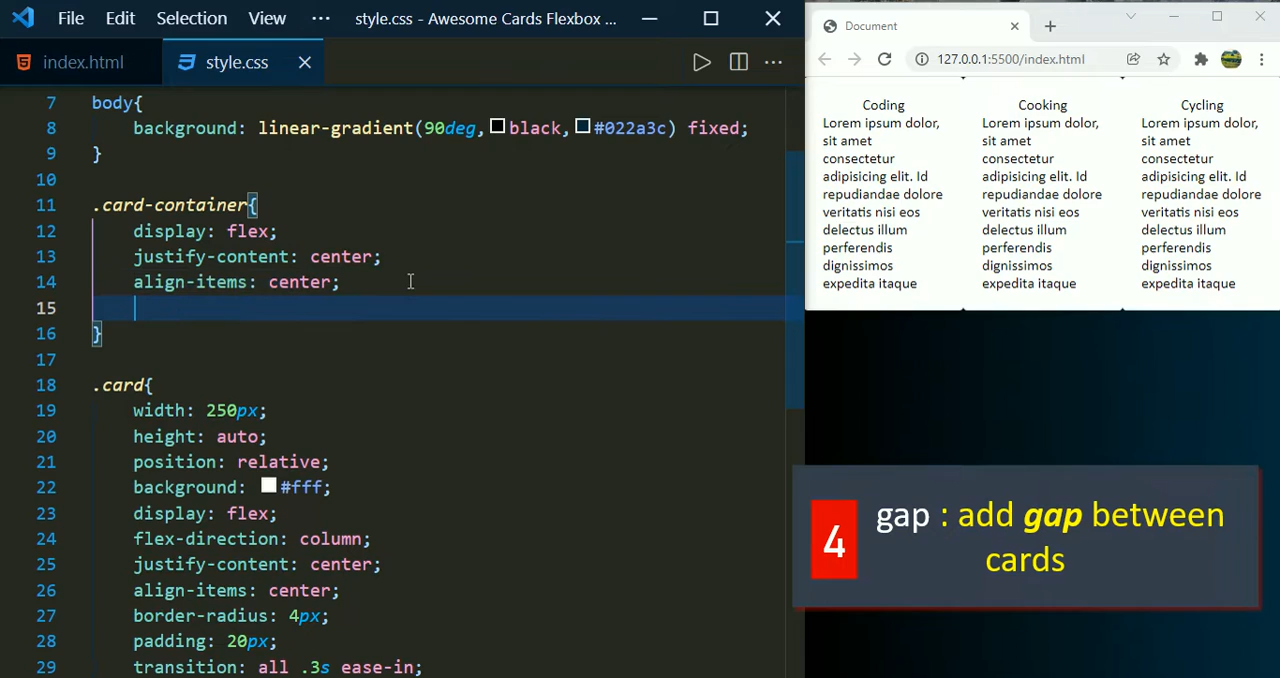 File Edit Selection View ··· style.css - Awesome Cards Flexbox ...
index.html style.css
7 body{
8 background: linear-gradient(90deg,black,#022a3c) fixed;
9 }
10
11 .card-container{
12 display: flex;
13 justify-content: center;
14 align-items: center;
15
16 }
17
18 .card{
19 width: 250px;
20 height: auto;
21 position: relative;
22 background: #fff;
23 display: flex;
24 flex-direction: column;
25 justify-content: center;
26 align-items: center;
27 border-radius: 4px;
28 padding: 20px;
29 transition: all .3s ease-in;
Document
127.0.0.1:5500/index.html
Coding
Lorem ipsum dolor,
sit amet
consectetur
adipisicing elit. Id
repudiandae dolore
veritatis nisi eos
delectus illum
perferendis
dignissimos
expedita itaque
Cooking
Lorem ipsum dolor,
sit amet
consectetur
adipisicing elit. Id
repudiandae dolore
veritatis nisi eos
delectus illum
perferendis
dignissimos
expedita itaque
Cycling
Lorem ipsum dolor,
sit amet
consectetur
adipisicing elit. Id
repudiandae dolore
veritatis nisi eos
delectus illum
perferendis
dignissimos
expedita itaque
4
gap : add gap between
cards